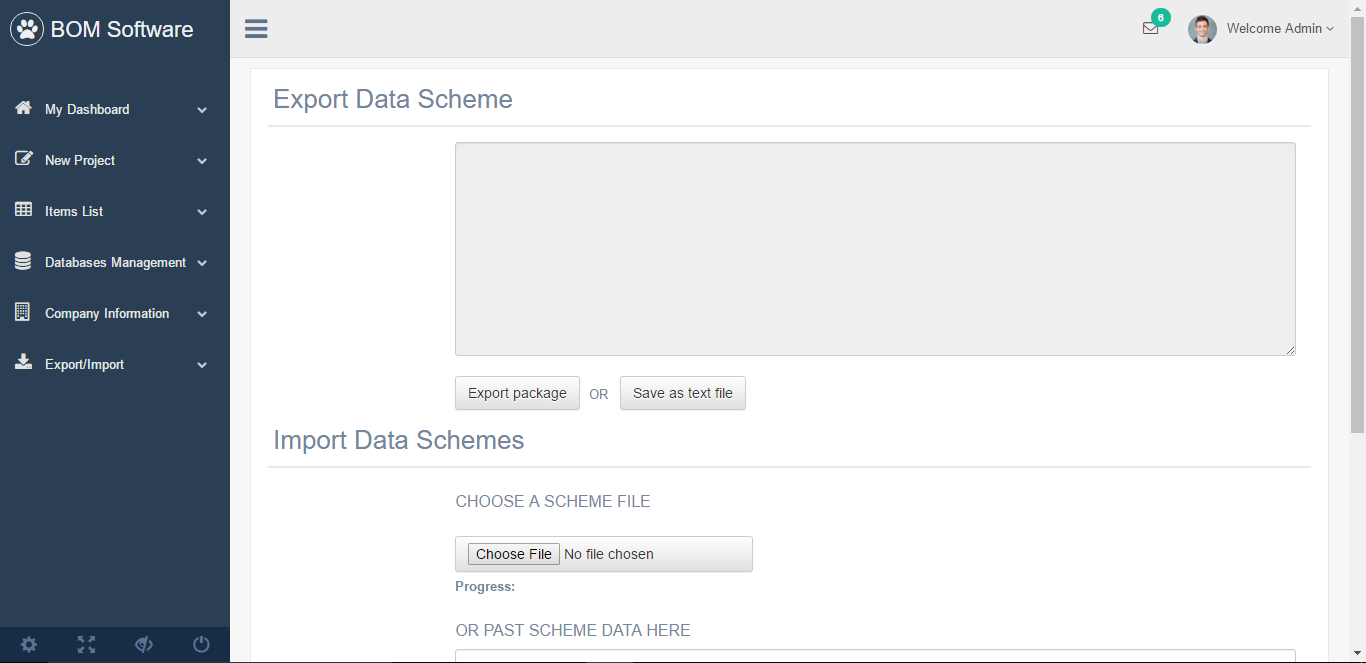 BOM Software
6
Welcome Admin
My Dashboard
New Project
Items List
Databases Management
Company Information
Export/Import
Export Data Scheme
Export package OR Save as text file
Import Data Schemes
CHOOSE A SCHEME FILE
Choose File No file chosen
Progress:
OR PAST SCHEME DATA HERE